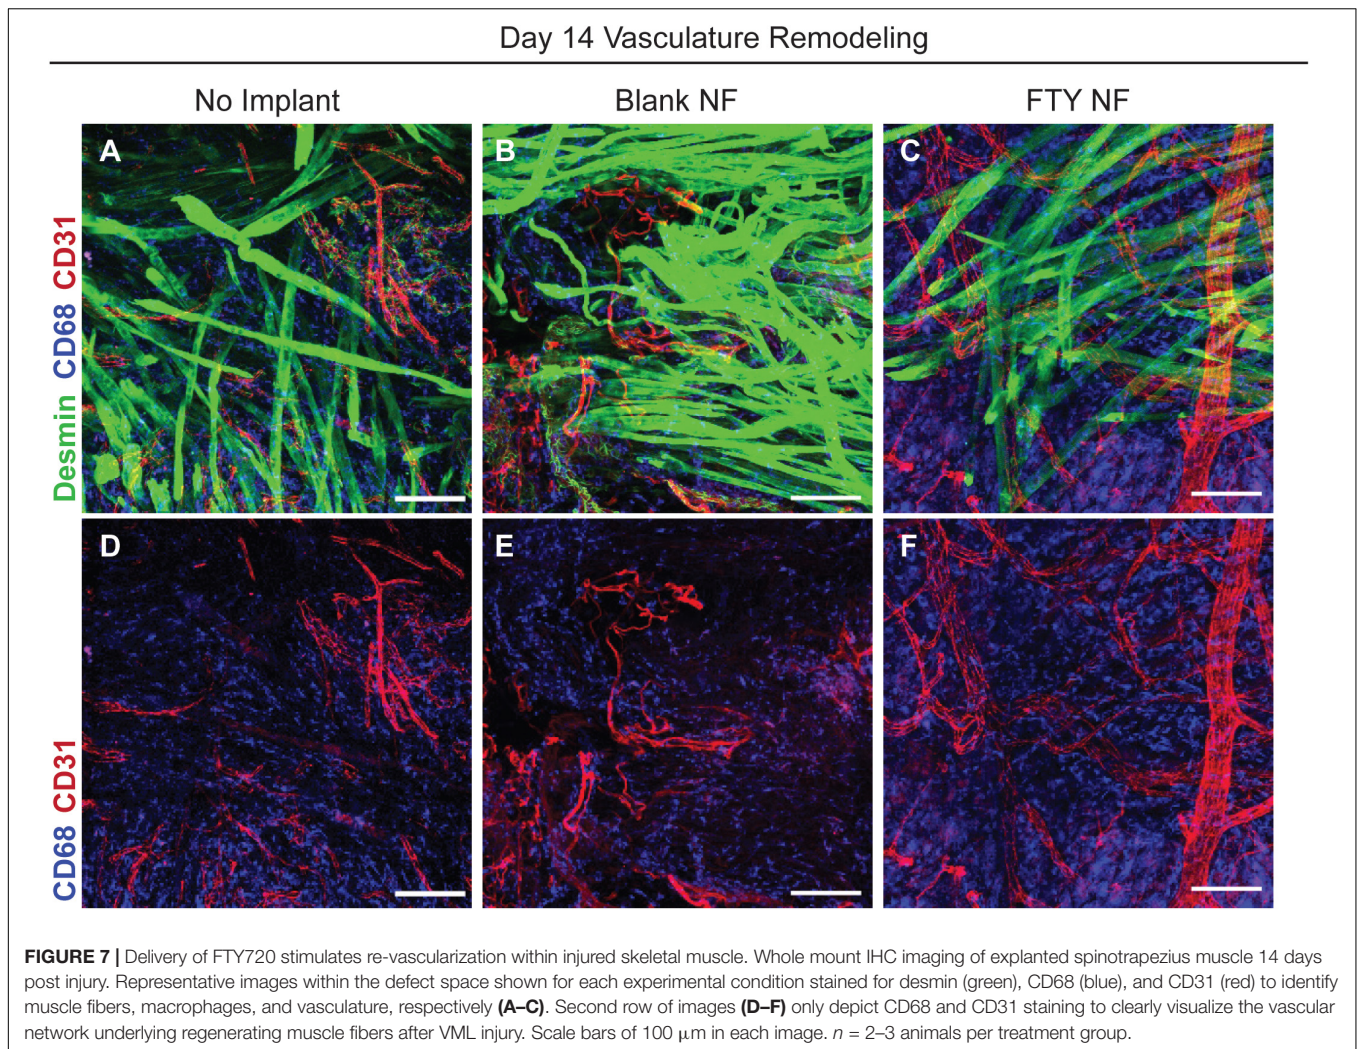 Day 14 Vasculature Remodeling
No Implant Blank NF FTY NF
Desmin CD68 CD31
A B C
CD68 CD31
D E F
FIGURE 7 | Delivery of FTY720 stimulates re-vascularization within injured skeletal muscle. Whole mount IHC imaging of explanted spinotrapezius muscle 14 days
post injury. Representative images within the defect space shown for each experimental condition stained for desmin (green), CD68 (blue), and CD31 (red) to identify
muscle fibers, macrophages, and vasculature, respectively (A–C). Second row of images (D–F) only depict CD68 and CD31 staining to clearly visualize the vascular
network underlying regenerating muscle fibers after VML injury. Scale bars of 100 μm in each image. n = 2–3 animals per treatment group.